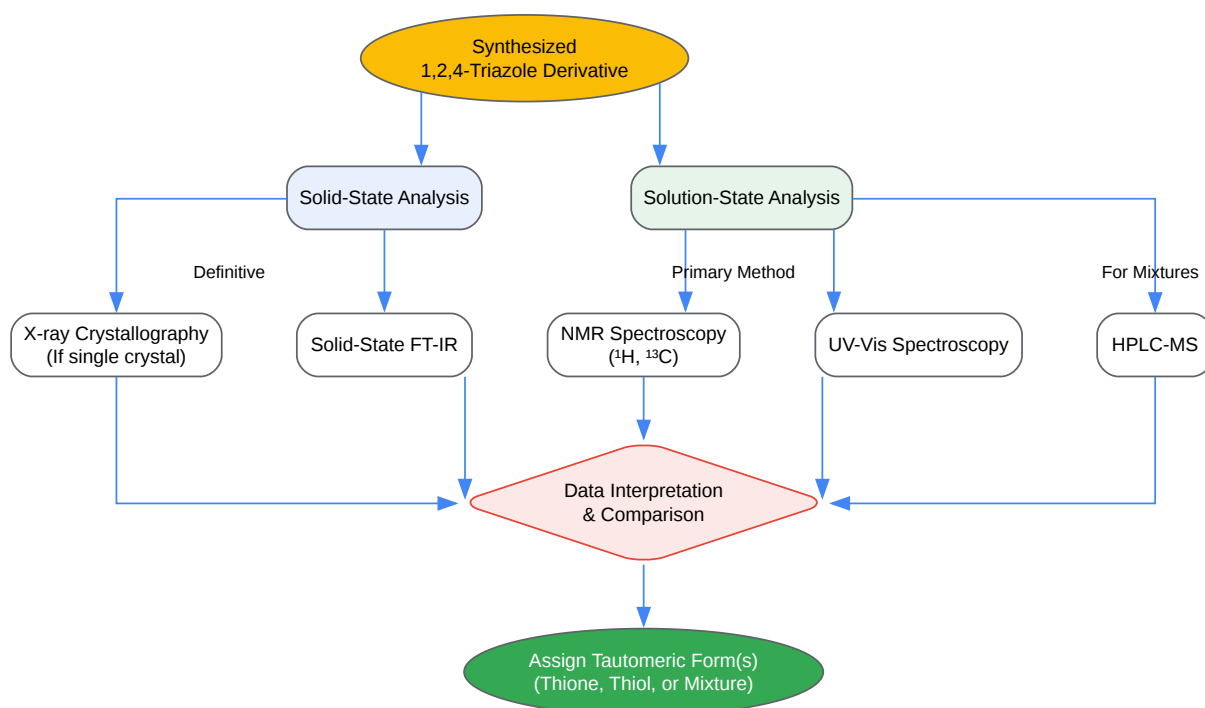 Synthesized
1,2,4-Triazole Derivative
Solid-State Analysis
Solution-State Analysis
Definitive
Primary Method
For Mixtures
X-ray Crystallography
(If single crystal)
Solid-State FT-IR
NMR Spectroscopy
(¹H, ¹³C)
UV-Vis Spectroscopy
HPLC-MS
Data Interpretation
& Comparison
Assign Tautomeric Form(s)
(Thione, Thiol, or Mixture)